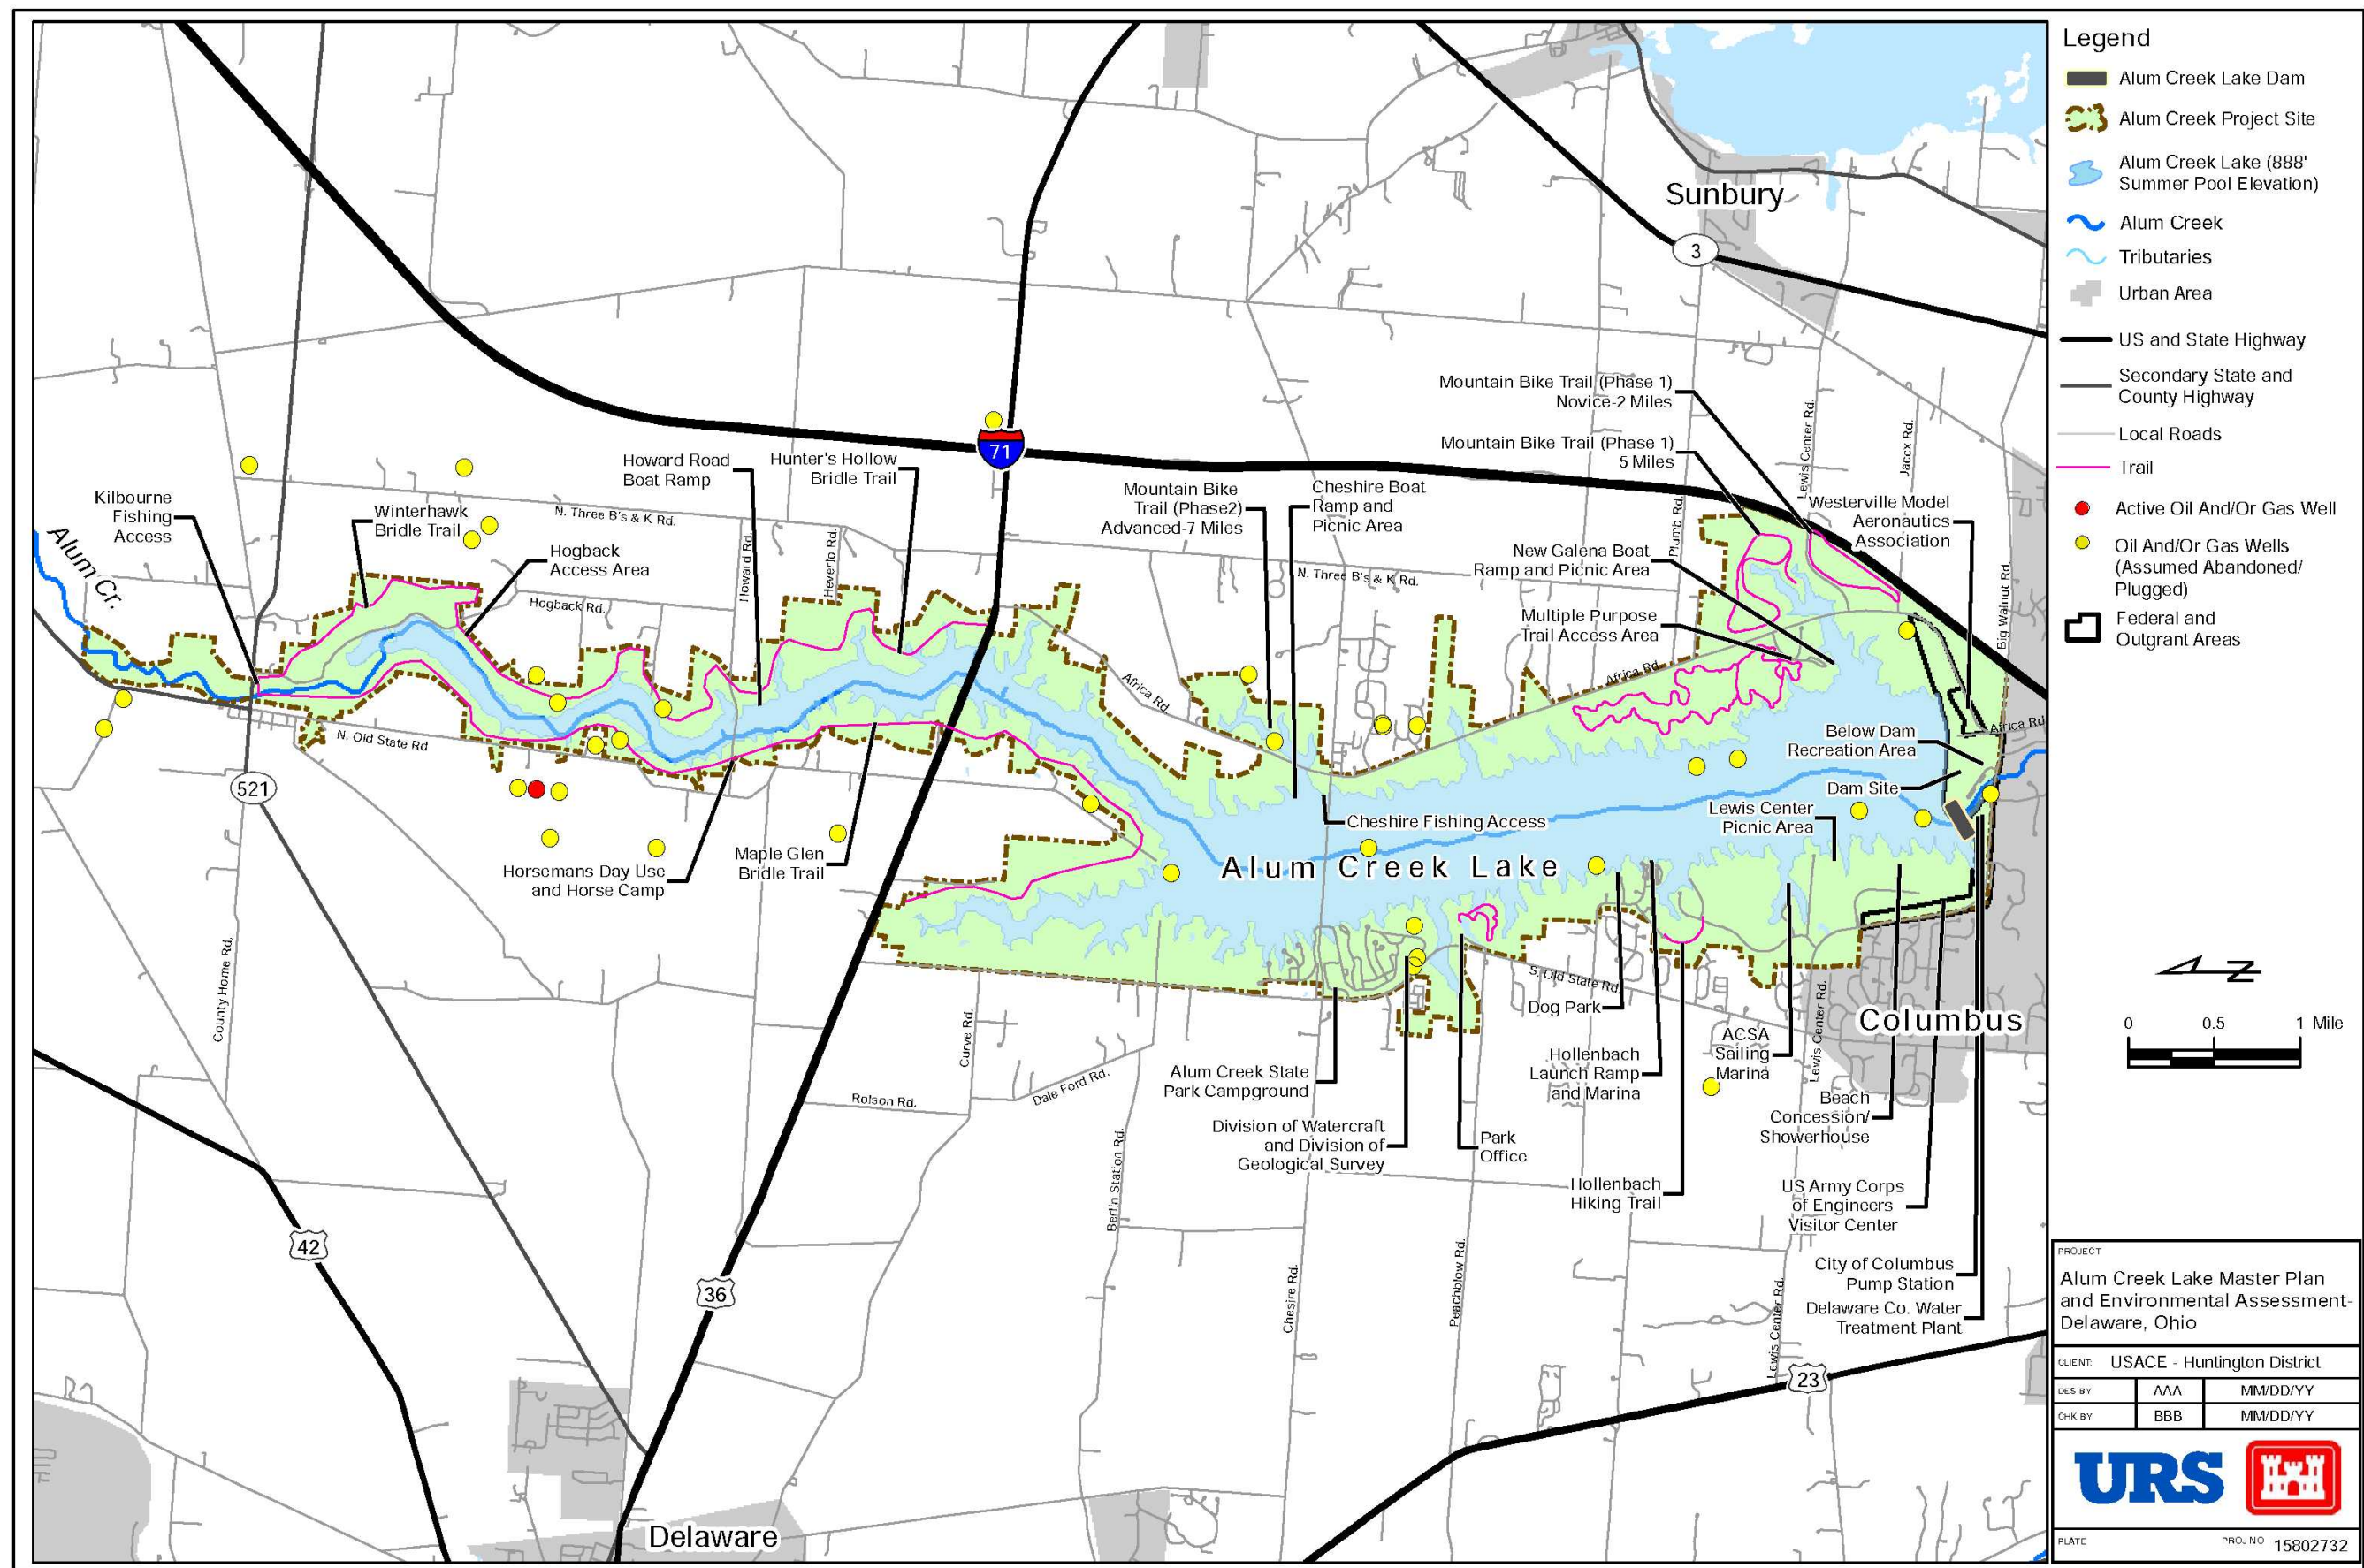 Sunbury
3
Mountain Bike Trail (Phase 1)
Novice-2 Miles
Mountain Bike Trail (Phase 1)
5 Miles
Lewis Center Rd.
Jaccx Rd.
71
Howard Road
Boat Ramp
Hunter's Hollow
Bridle Trail
Mountain Bike
Trail (Phase2)
Advanced-7 Miles
Cheshire Boat
Ramp and
Picnic Area
Westerville Model
Aeronautics
Association
Kilbourne
Fishing
Access
Winterhawk
Bridle Trail
N. Three B's & K Rd.
Hogback
Access Area
Plumb Rd.
New Galena Boat
Ramp and Picnic Area
N. Three B's & K Rd.
Alum Cr.
Howard Rd.
Heverlo Rd.
Hogback Rd.
Big Walnut Rd.
Multiple Purpose
Trail Access Area
Africa Rd.
Africa Rd
N. Old State Rd
Africa Rd
Below Dam
Recreation Area
Dam Site
521
Lewis Center
Picnic Area
Cheshire Fishing Access
Alum Creek Lake
Horsemans Day Use
and Horse Camp
Maple Glen
Bridle Trail
County Home Rd.
S. Old State Rd.
Dog Park
Columbus
Curve Rd.
Lewis Center Rd.
ACSA
Sailing
Marina
Alum Creek State
Park Campground
Hollenbach
Launch Ramp
and Marina
Dale Ford Rd.
Rolson Rd.
Beach
Concession/
Showerhouse
Division of Watercraft
and Division of
Geological Survey
Park
Office
Berlin Station Rd.
Hollenbach
Hiking Trail
US Army Corps
of Engineers
Visitor Center
42
36
Chesire Rd.
Peachblow Rd.
Lewis Center Rd.
City of Columbus
Pump Station
Delaware Co. Water
Treatment Plant
23
Delaware
Legend
Alum Creek Lake Dam
Alum Creek Project Site
Alum Creek Lake (888'
Summer Pool Elevation)
Alum Creek
Tributaries
Urban Area
US and State Highway
Secondary State and
County Highway
Local Roads
Trail
Active Oil And/Or Gas Well
Oil And/Or Gas Wells
(Assumed Abandoned/
Plugged)
Federal and
Outgrant Areas
N
0 0.5 1 Mile
PROJECT
Alum Creek Lake Master Plan
and Environmental Assessment-
Delaware, Ohio
CLIENT: USACE - Huntington District
DES BY AAA MM/DD/YY
CHK BY BBB MM/DD/YY
URS
PLATE PROJ NO 15802732